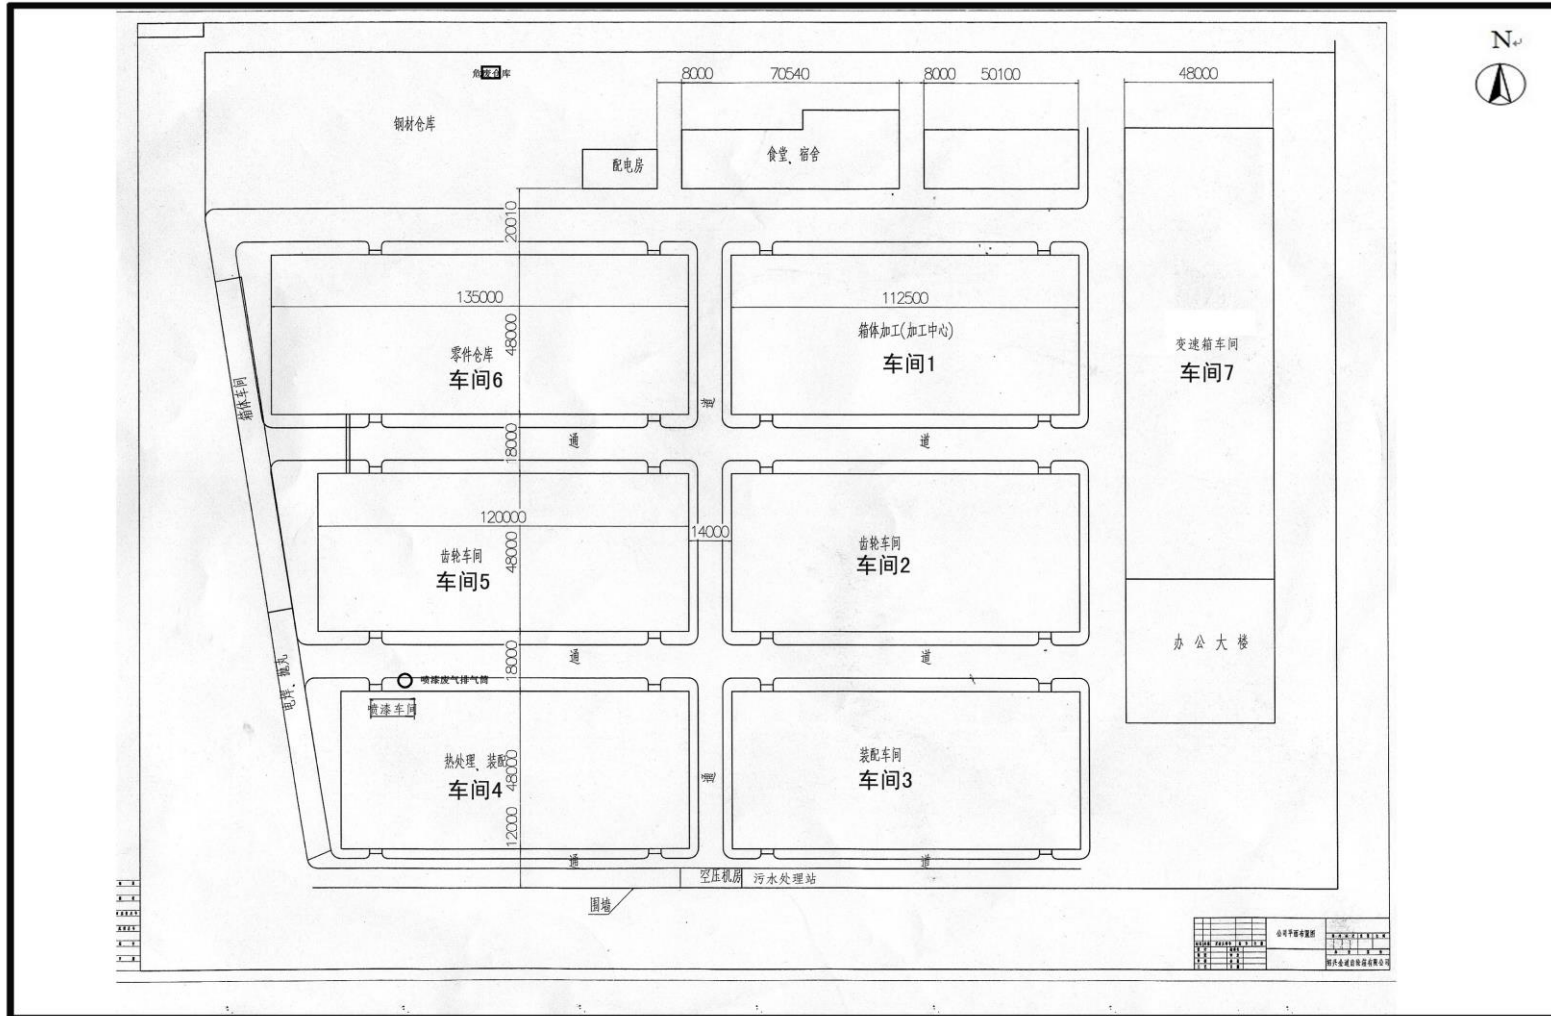 N
危废仓库
8000
70540
8000
50100
48000
钢材仓库
配电房
食堂、宿舍
20010
135000
48000
零件仓库
车间6
112500
箱体加工(加工中心)
车间1
变速箱车间
车间7
箱体车间
道
18000
通
道
120000
48000
齿轮车间
车间5
14000
齿轮车间
车间2
办公大楼
电焊、抛丸
18000
通
道
喷漆废气排气筒
喷漆车间
热处理、装配
车间4
48000
通
装配车间
车间3
12000
通
道
空压机房
污水处理站
围墙
公司平面布置图